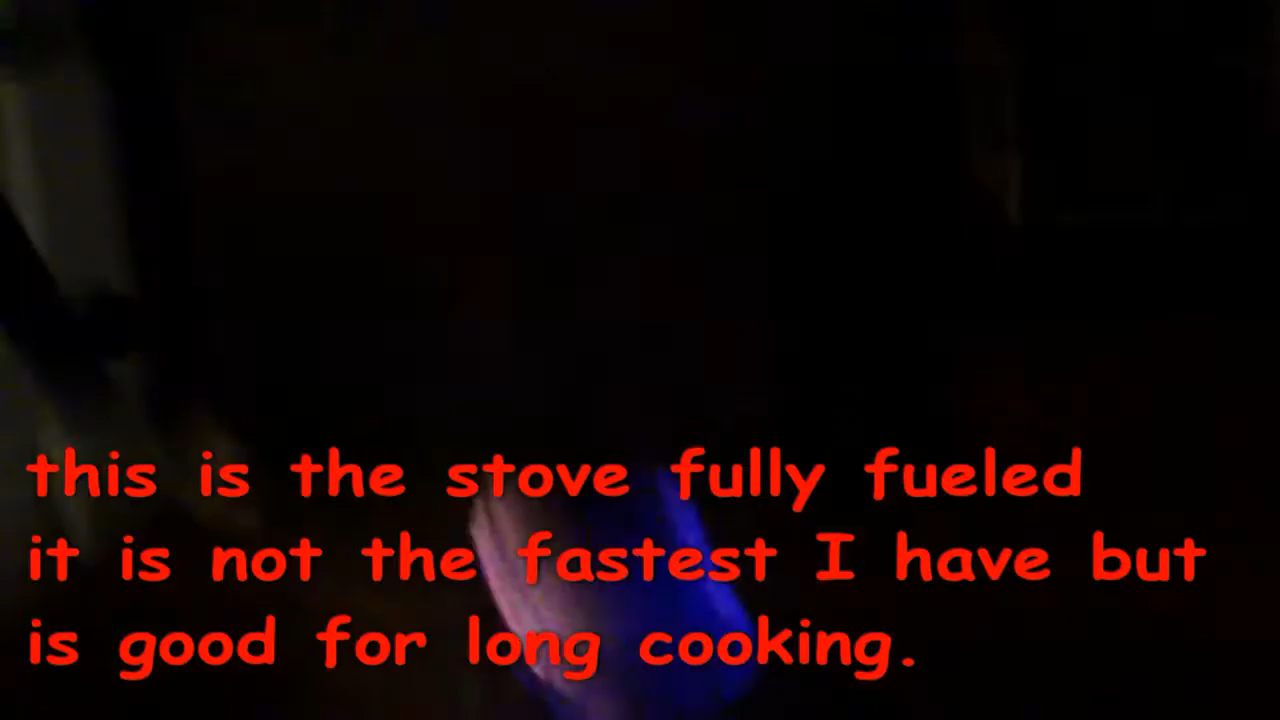 this is the stove fully fueled
it is not the fastest I have but
is good for long cooking.